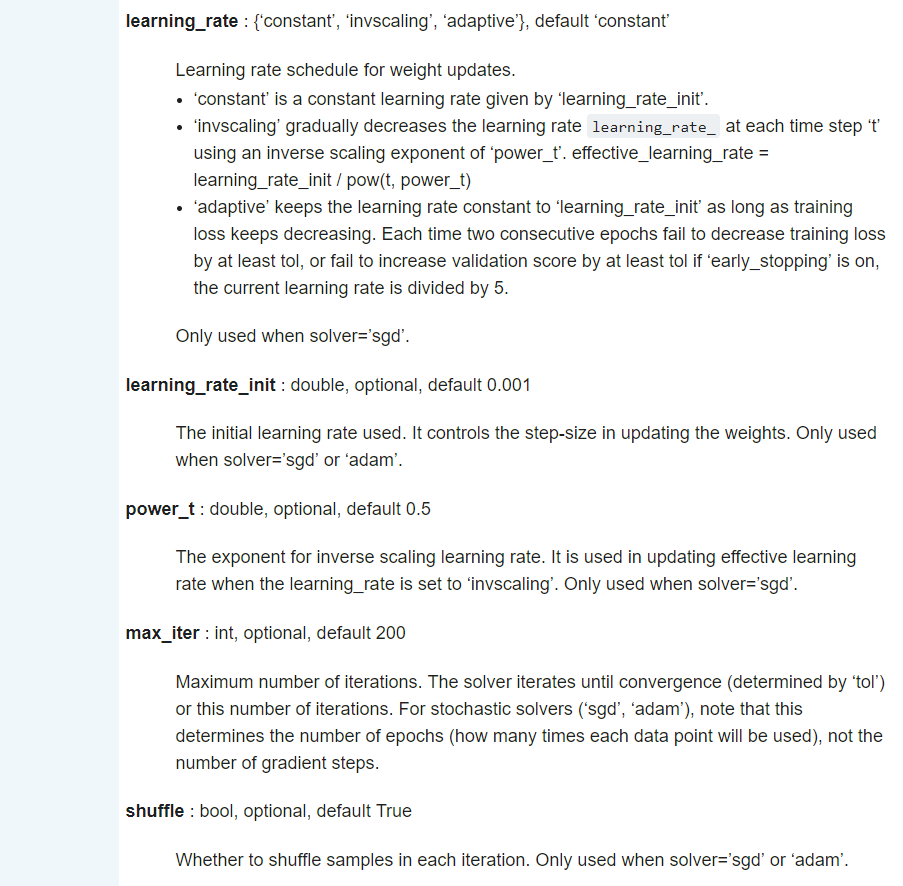 learning_rate : {‘constant’, ‘invscaling’, ‘adaptive’}, default ‘constant’
Learning rate schedule for weight updates.
• ‘constant’ is a constant learning rate given by ‘learning_rate_init’.
• ‘invscaling’ gradually decreases the learning rate learning_rate_ at each time step ‘t’
using an inverse scaling exponent of ‘power_t’. effective_learning_rate =
learning_rate_init / pow(t, power_t)
• ‘adaptive’ keeps the learning rate constant to ‘learning_rate_init’ as long as training
loss keeps decreasing. Each time two consecutive epochs fail to decrease training loss
by at least tol, or fail to increase validation score by at least tol if ‘early_stopping’ is on,
the current learning rate is divided by 5.
Only used when solver=’sgd’.
learning_rate_init : double, optional, default 0.001
The initial learning rate used. It controls the step-size in updating the weights. Only used
when solver=’sgd’ or ‘adam’.
power_t : double, optional, default 0.5
The exponent for inverse scaling learning rate. It is used in updating effective learning
rate when the learning_rate is set to ‘invscaling’. Only used when solver=’sgd’.
max_iter : int, optional, default 200
Maximum number of iterations. The solver iterates until convergence (determined by ‘tol’)
or this number of iterations. For stochastic solvers (‘sgd’, ‘adam’), note that this
determines the number of epochs (how many times each data point will be used), not the
number of gradient steps.
shuffle : bool, optional, default True
Whether to shuffle samples in each iteration. Only used when solver=’sgd’ or ‘adam’.